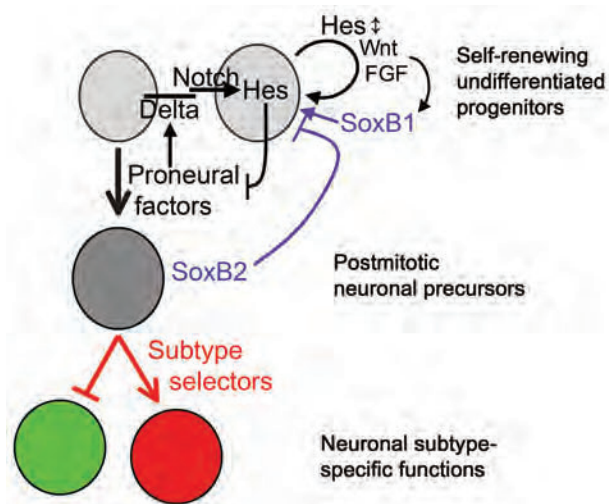 Hes↕
Wnt
FGF
Self-renewing
undifferentiated
progenitors
Notch
Hes
Delta
SoxB1
Proneural
factors
SoxB2
Postmitotic
neuronal precursors
Subtype
selectors
Neuronal subtype-
specific functions